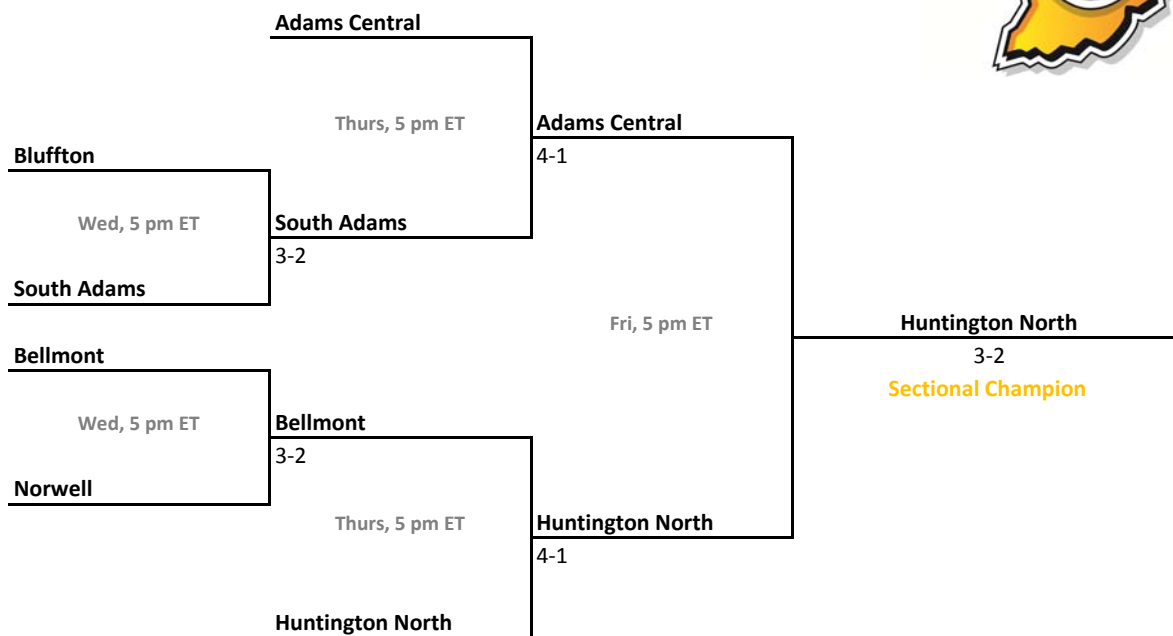 Adams Central
Thurs, 5 pm ET
Adams Central
4-1
Bluffton
Wed, 5 pm ET
South Adams
3-2
South Adams
Fri, 5 pm ET
Huntington North
3-2
Sectional Champion
Bellmont
Wed, 5 pm ET
Bellmont
3-2
Norwell
Thurs, 5 pm ET
Huntington North
4-1
Huntington North